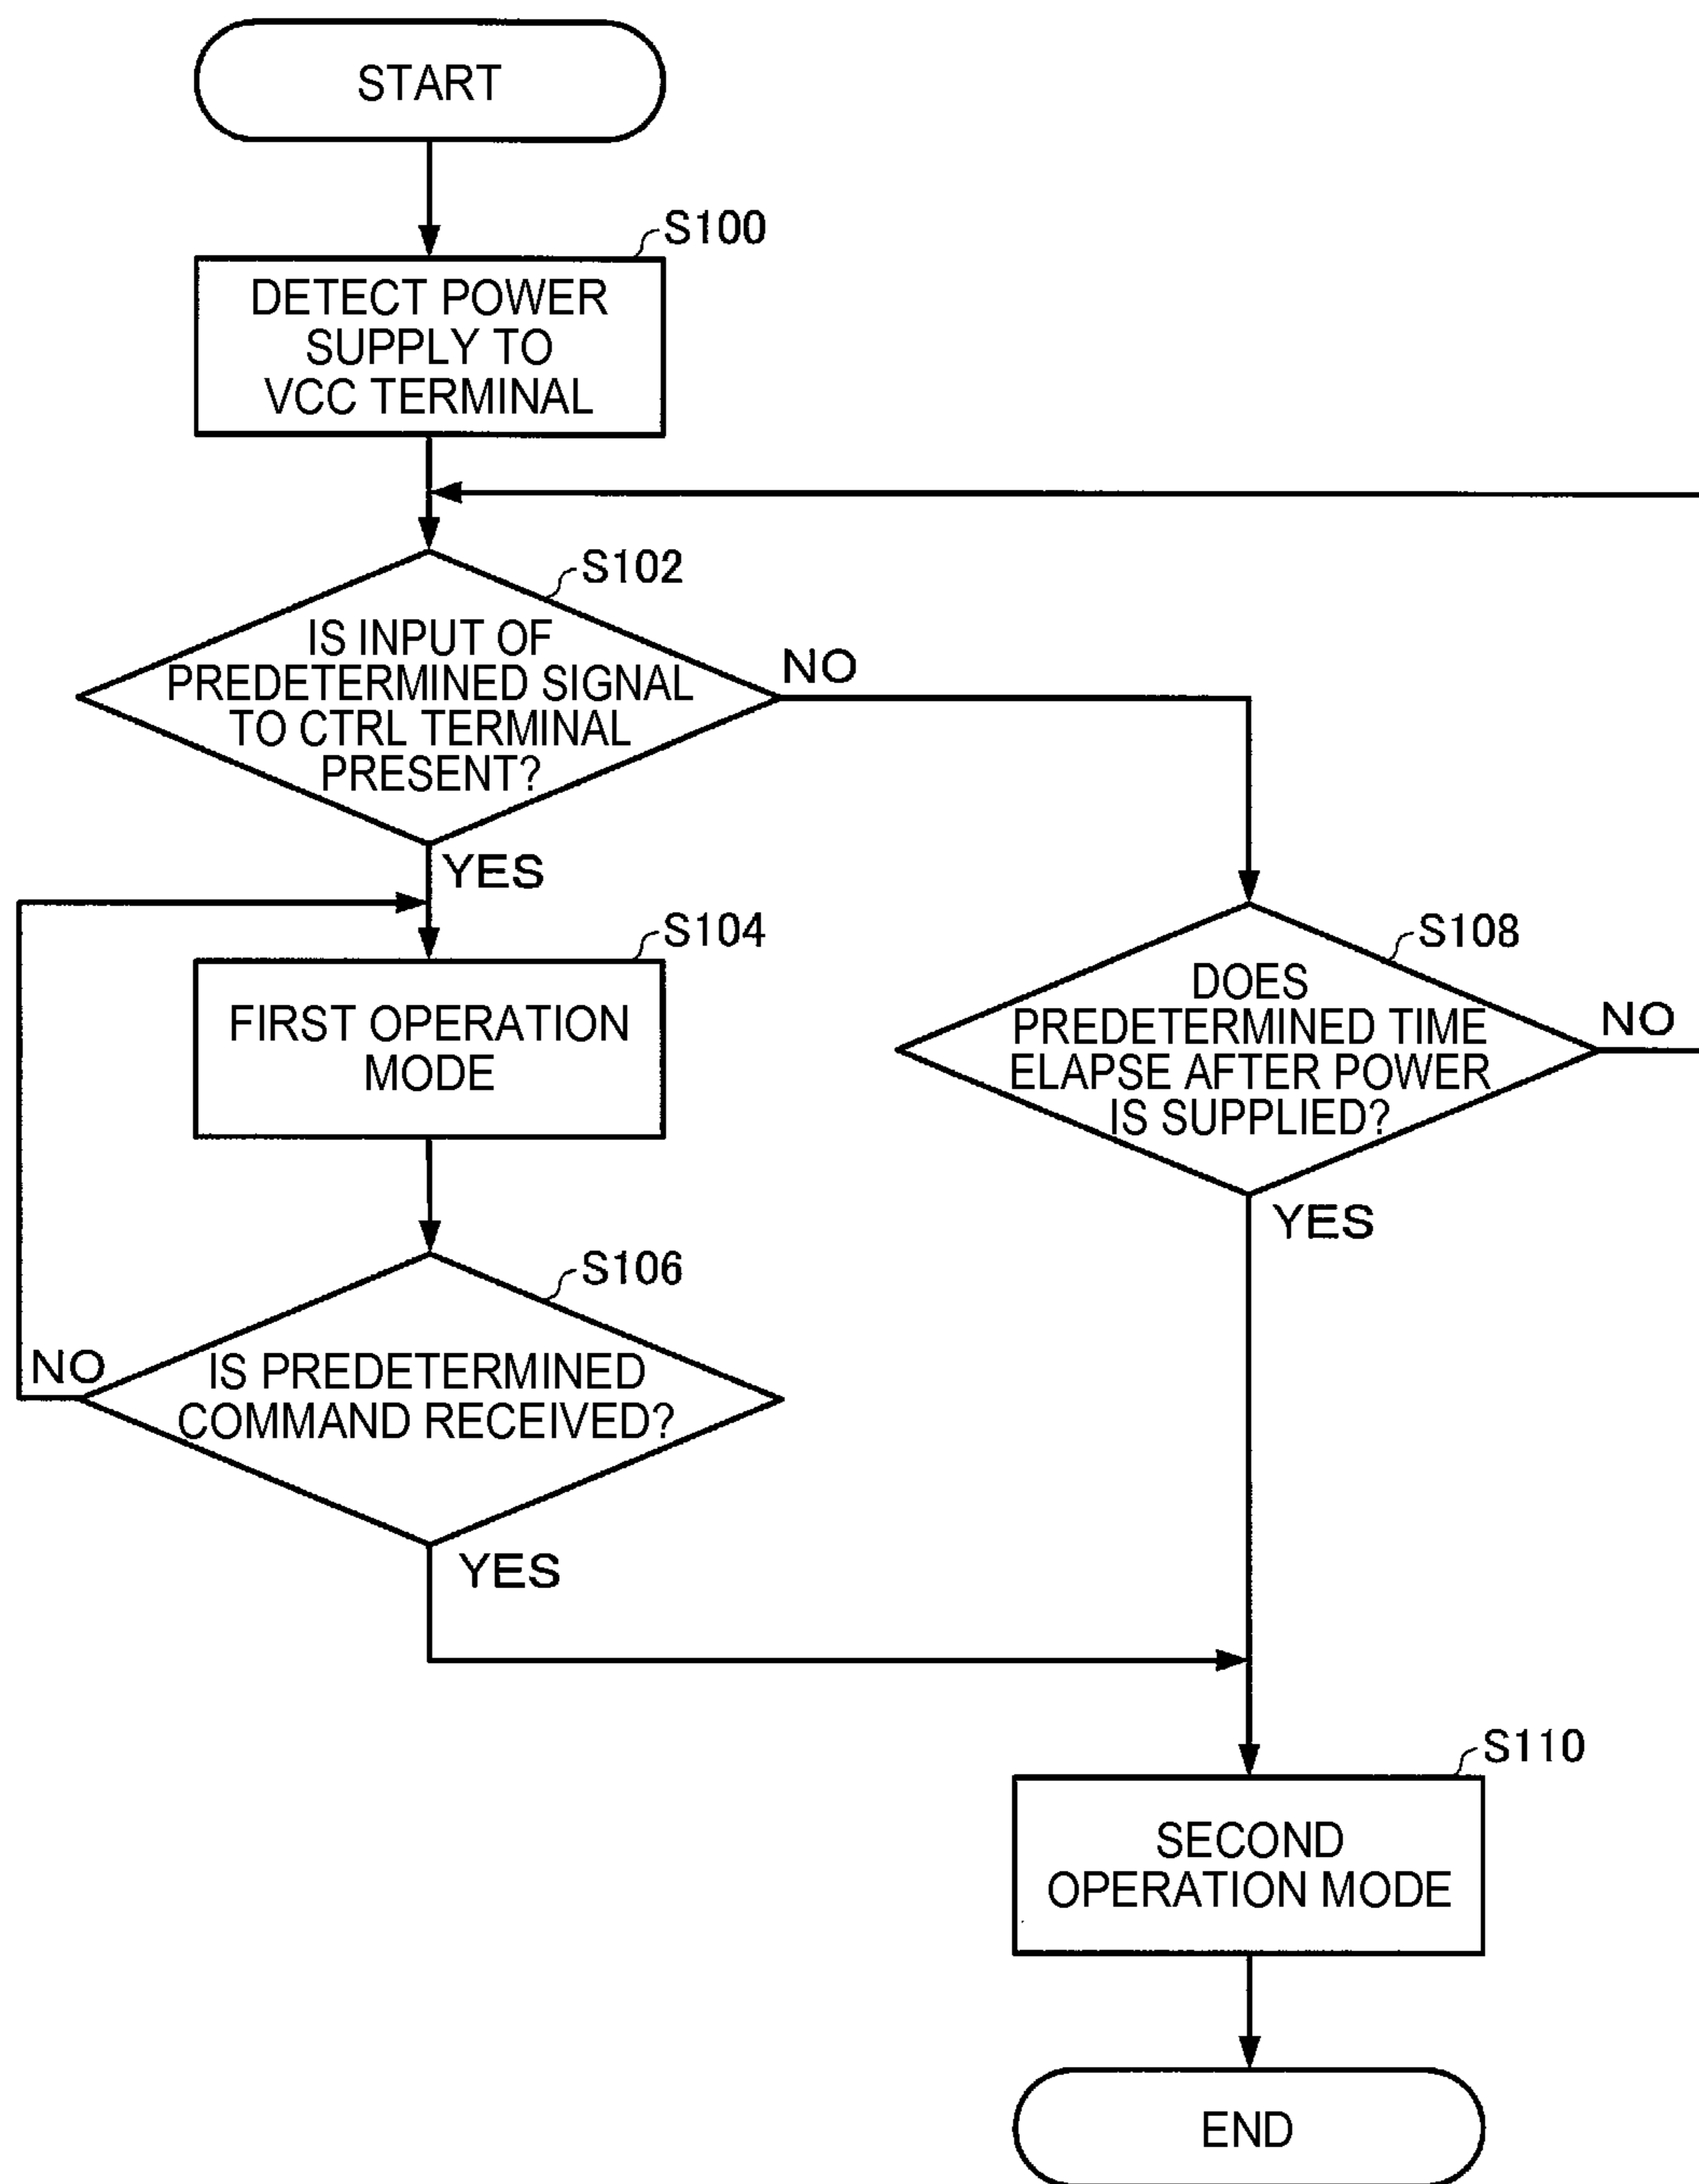 START
S100
DETECT POWER
SUPPLY TO
VCC TERMINAL
S102
IS INPUT OF
PREDETERMINED SIGNAL
TO CTRL TERMINAL
PRESENT?
NO
YES
S104
FIRST OPERATION
MODE
S108
DOES
PREDETERMINED TIME
ELAPSE AFTER POWER
IS SUPPLIED?
NO
YES
S106
IS PREDETERMINED
COMMAND RECEIVED?
NO
YES
S110
SECOND
OPERATION MODE
END